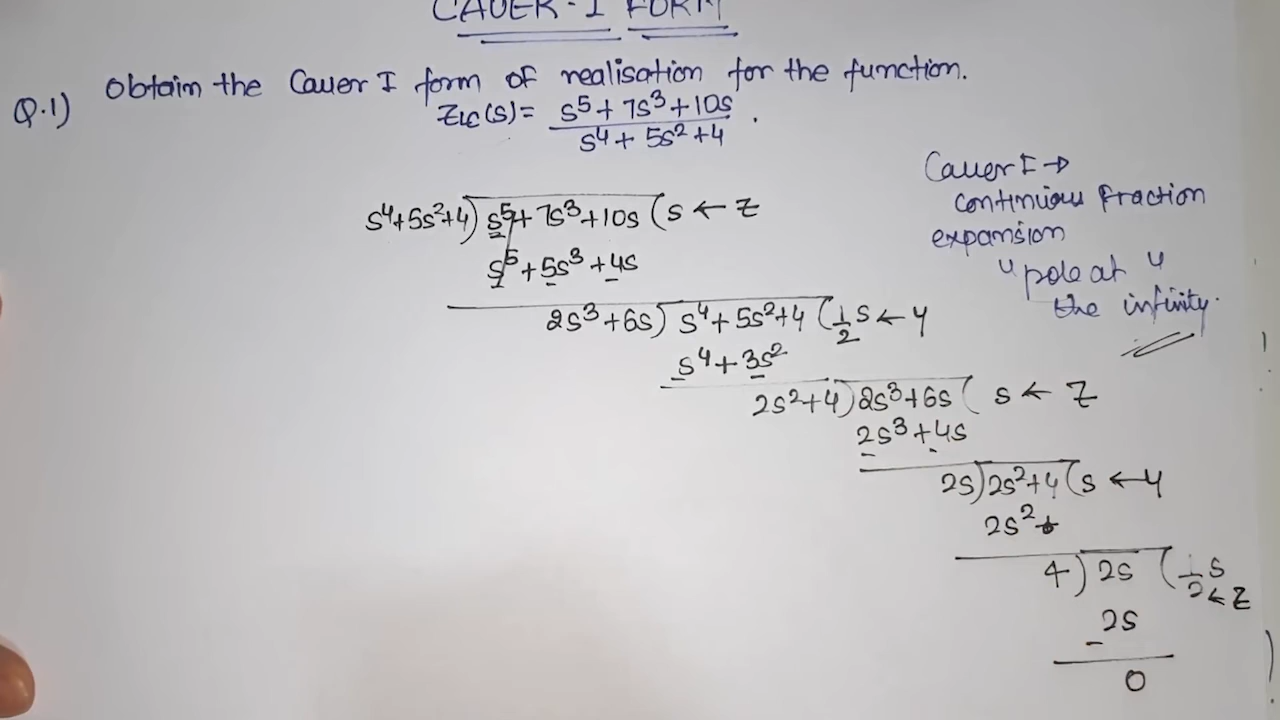 CAUER - I FORM
Q.1) Obtain the Cauer I form of realisation for the function.
Z_LC(s) = (s^5 + 7s^3 + 10s) / (s^4 + 5s^2 + 4) .
Cauer I →
continious fraction
expansion
" pole at "
the infinity.
s^4+5s^2+4) s^5+7s^3+10s ( s ← Z
s^5+5s^3+4s
2s^3+6s) s^4+5s^2+4 ( 1/2 s ← Y
s^4+3s^2
2s^2+4) 2s^3+6s ( s ← Z
2s^3+4s
2s) 2s^2+4 ( s ← Y
2s^2
4) 2s ( 1/2 s ← Z
- 2s
0